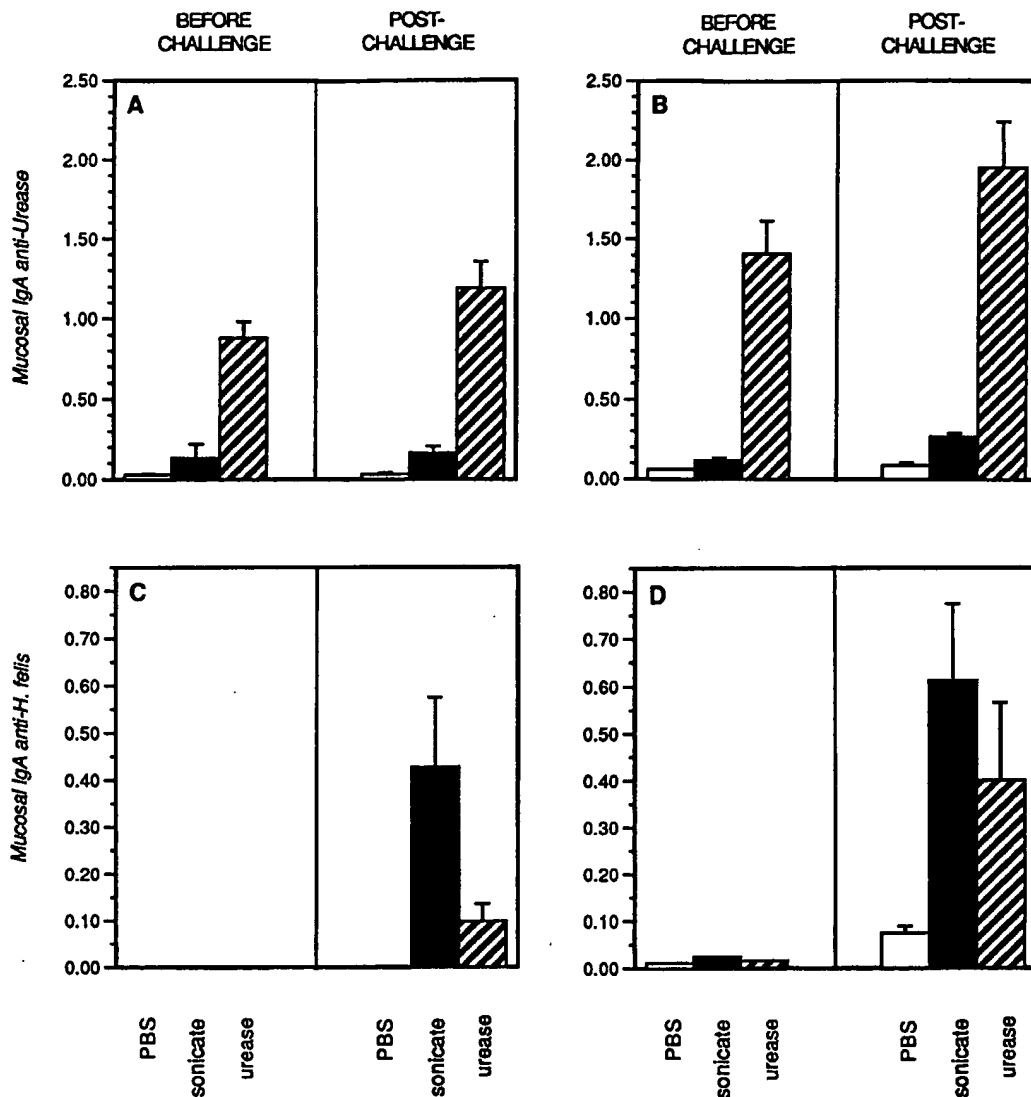 BEFORE CHALLENGE
POST-CHALLENGE
BEFORE CHALLENGE
POST-CHALLENGE
Mucosal IgA anti-Urease
A
2.50
2.00
1.50
1.00
0.50
0.00
B
2.50
2.00
1.50
1.00
0.50
0.00
Mucosal IgA anti-H. felis
C
0.80
0.70
0.60
0.50
0.40
0.30
0.20
0.10
0.00
D
0.80
0.70
0.60
0.50
0.40
0.30
0.20
0.10
0.00
PBS
sonicate
urease
PBS
sonicate
urease
PBS
sonicate
urease
PBS
sonicate
urease